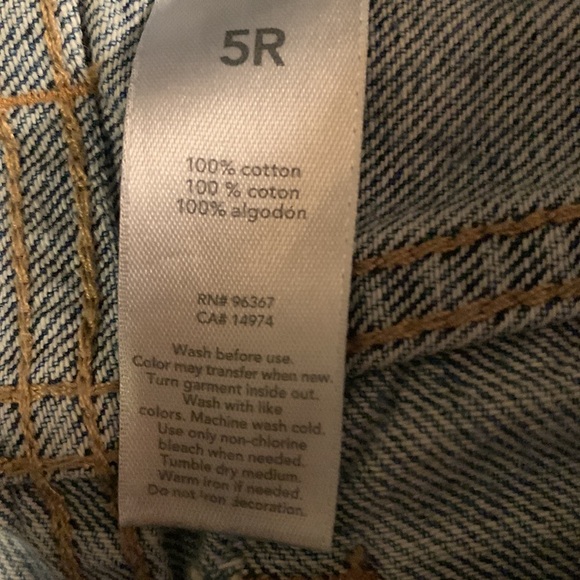 5R
100% cotton
100 % coton
100% algodón
RN# 96367
CA# 14974
Wash before use.
Color may transfer when new.
Turn garment inside out.
Wash with like
colors. Machine wash cold.
Use only non-chlorine
bleach when needed.
Tumble dry medium.
Warm iron if needed.
Do not iron decoration.